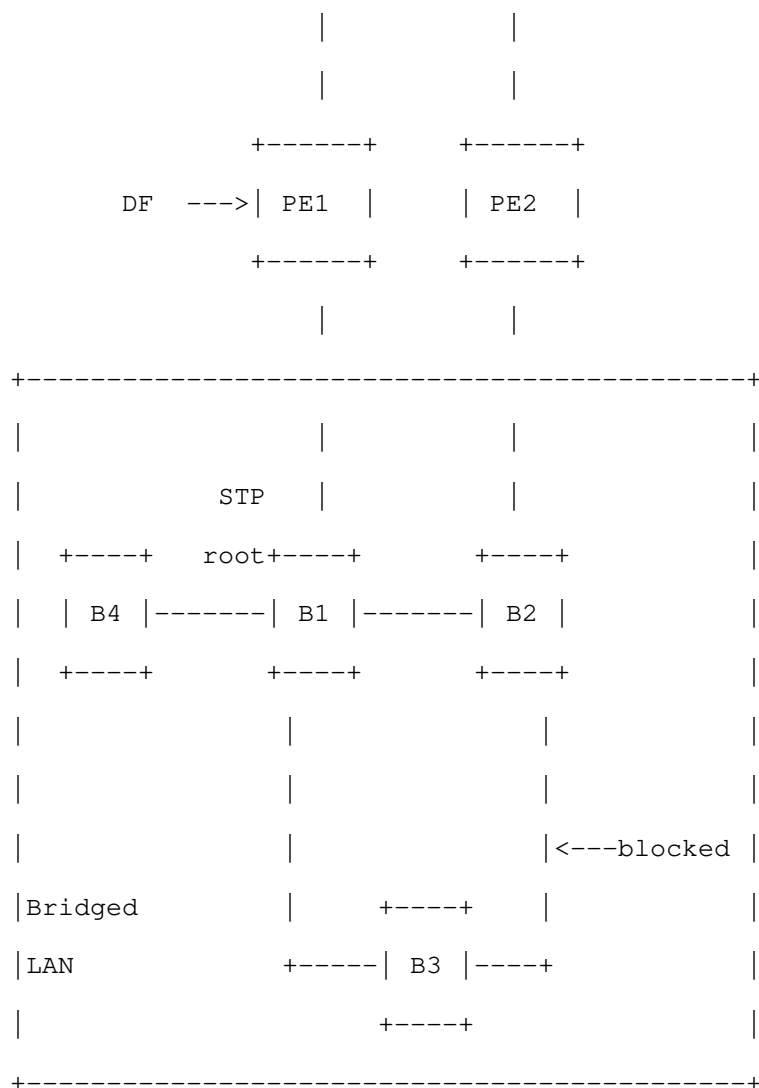 |              |
                    |              |
               +------+       +------+
     DF  --->| PE1  |       | PE2  |
               +------+       +------+
                    |              |
+----------------------------------------------+
|                   |              |               |
|            STP    |              |               |
|  +----+   root+----+        +----+            |
|  | B4 |-------| B1 |-------| B2 |            |
|  +----+       +----+        +----+            |
|                 |                |               |
|                 |                |               |
|                 |                |<---blocked |
|Bridged         |     +----+    |               |
|LAN             +-----| B3 |----+               |
|                       +----+                    |
+----------------------------------------------+